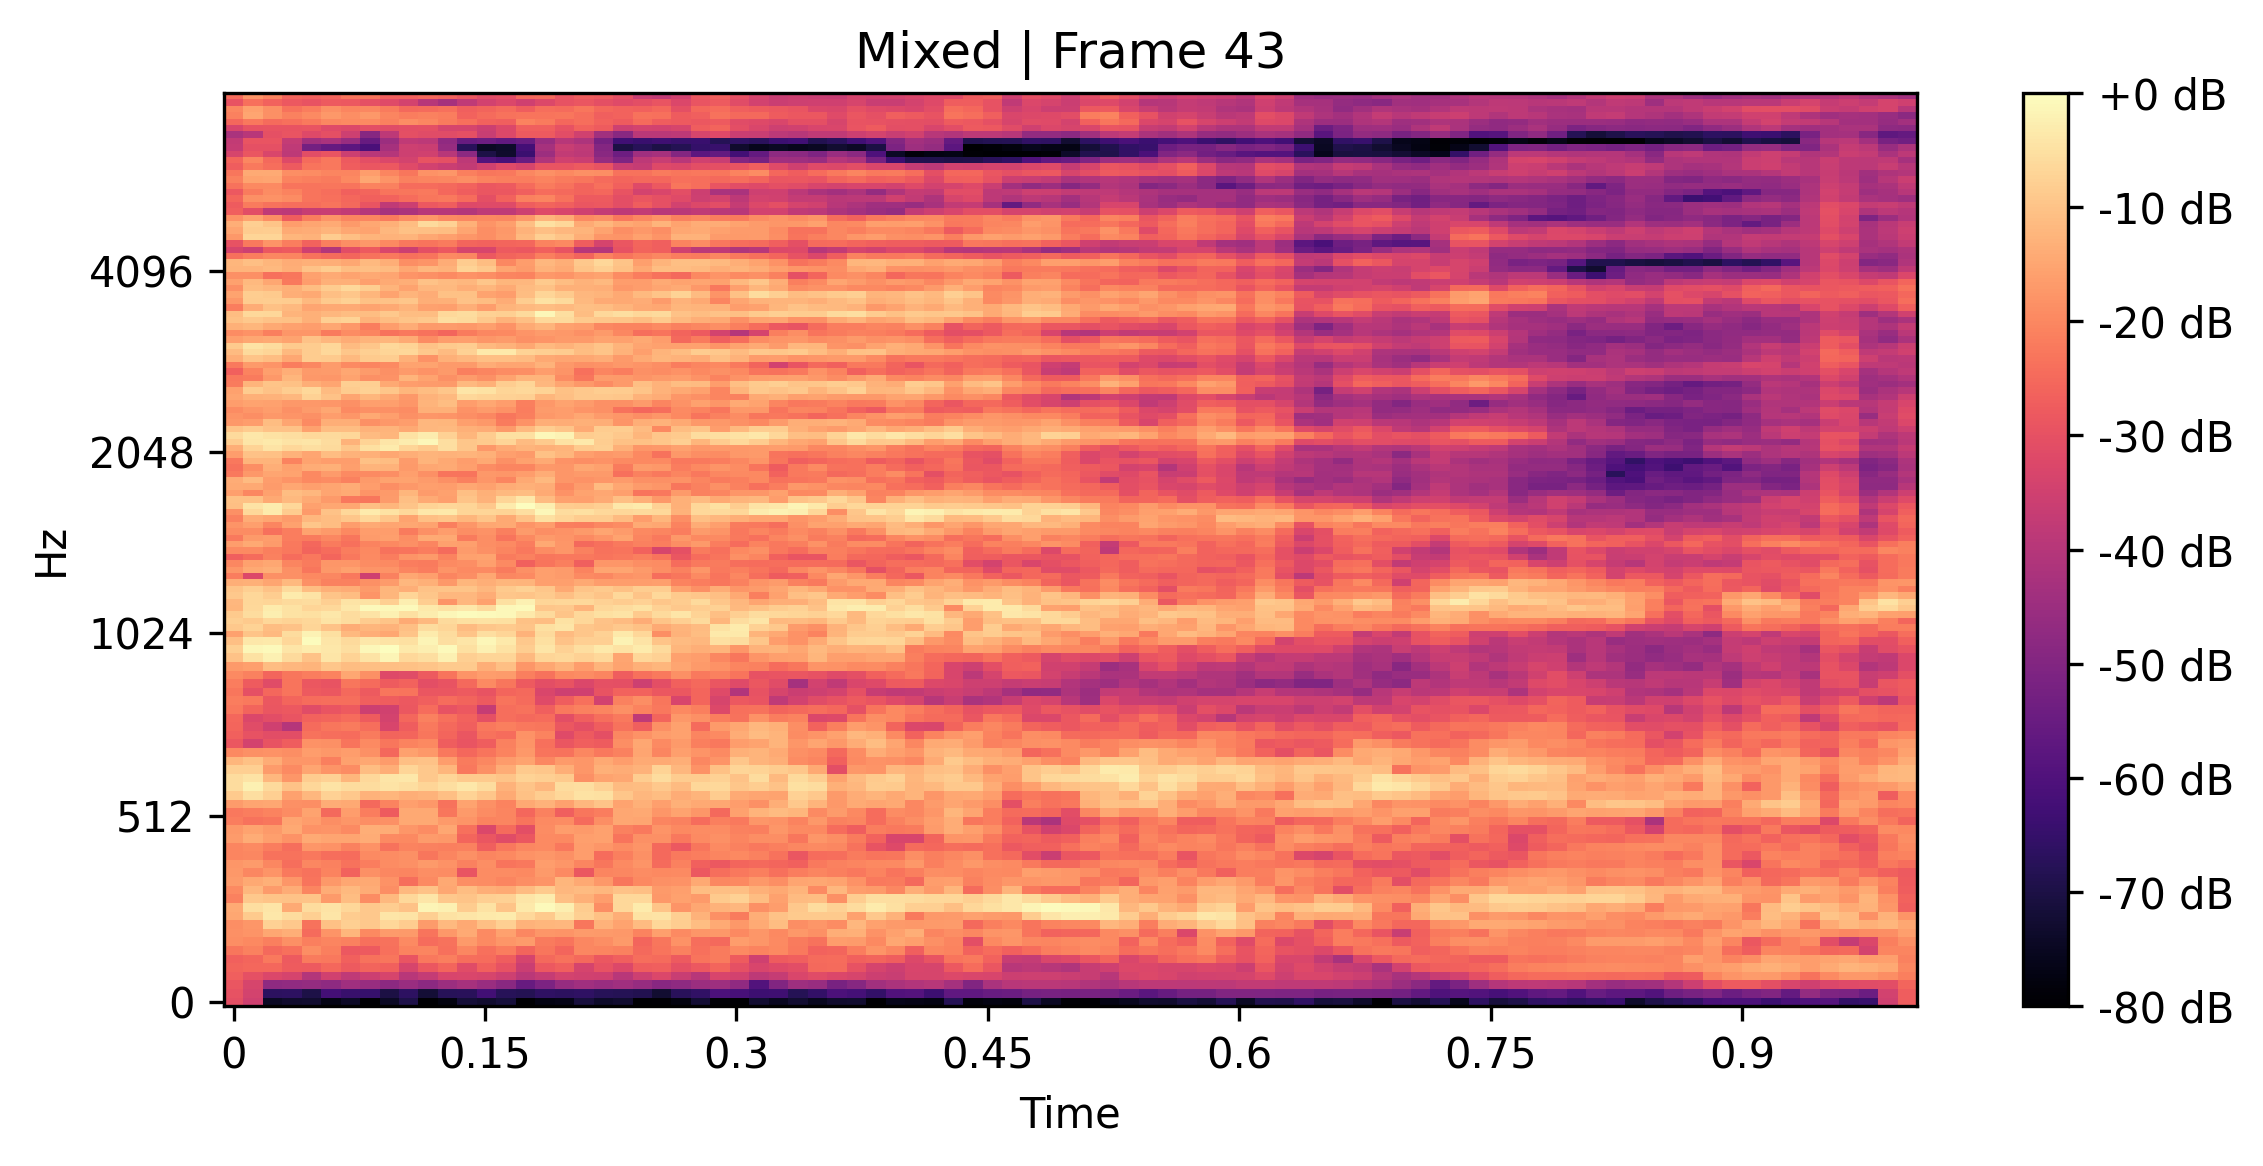 Mixed | Frame 43
+0 dB
-10 dB
-20 dB
-30 dB
-40 dB
-50 dB
-60 dB
-70 dB
-80 dB
Hz
4096
2048
1024
512
0
0 0.15 0.3 0.45 0.6 0.75 0.9
Time